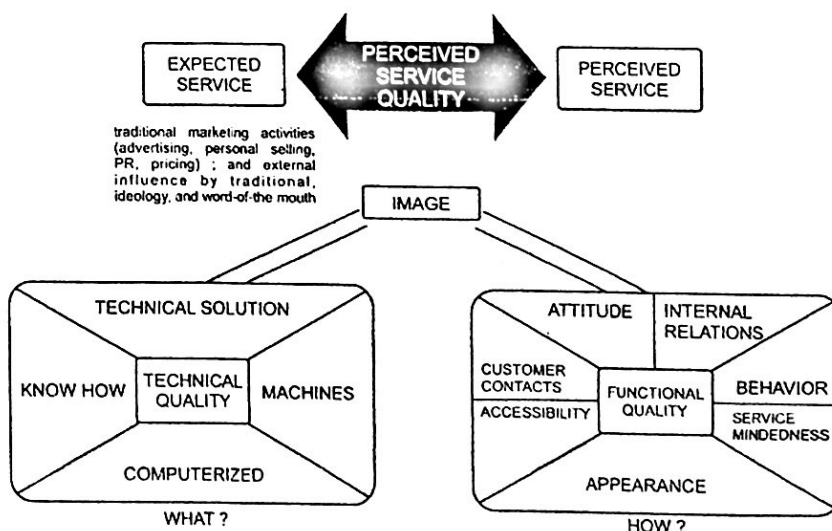 EXPECTED
SERVICE
PERCEIVED
SERVICE
QUALITY
PERCEIVED
SERVICE
traditional marketing activities
(advertising, personal selling,
PR, pricing) ; and external
influence by traditional,
ideology, and word-of-the mouth
IMAGE
TECHNICAL SOLUTION
KNOW HOW
TECHNICAL
QUALITY
MACHINES
COMPUTERIZED
WHAT ?
ATTITUDE
INTERNAL
RELATIONS
CUSTOMER
CONTACTS
ACCESSIBILITY
FUNCTIONAL
QUALITY
BEHAVIOR
SERVICE
MINDEDNESS
APPEARANCE
HOW ?